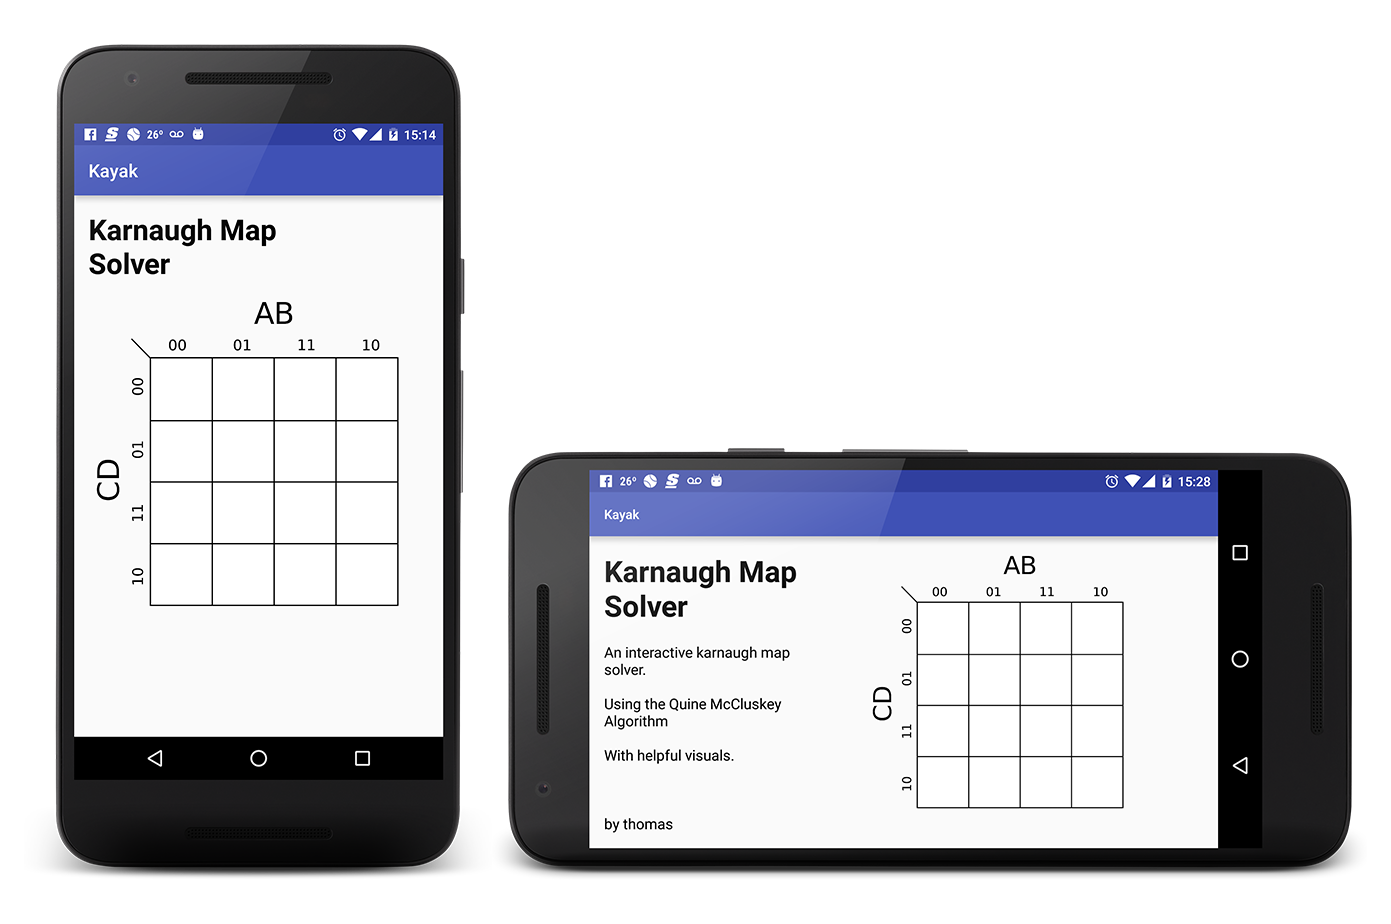 26° 15:14
Kayak
Karnaugh Map
Solver
AB
00 01 11 10
00
01
CD
11
10
26° 15:28
Kayak
Karnaugh Map
Solver
An interactive karnaugh map
solver.
Using the Quine McCluskey
Algorithm
With helpful visuals.
by thomas
AB
00 01 11 10
00
01
CD
11
10